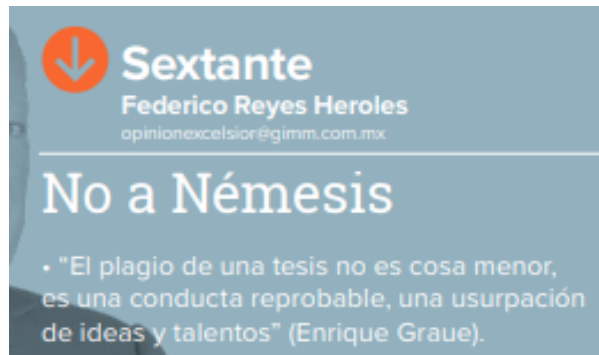 Sextante
Federico Reyes Heroles
opinionexcelsior@gimm.com.mx
No a Némesis
• "El plagio de una tesis no es cosa menor,
es una conducta reprobable, una usurpación
de ideas y talentos” (Enrique Graue).